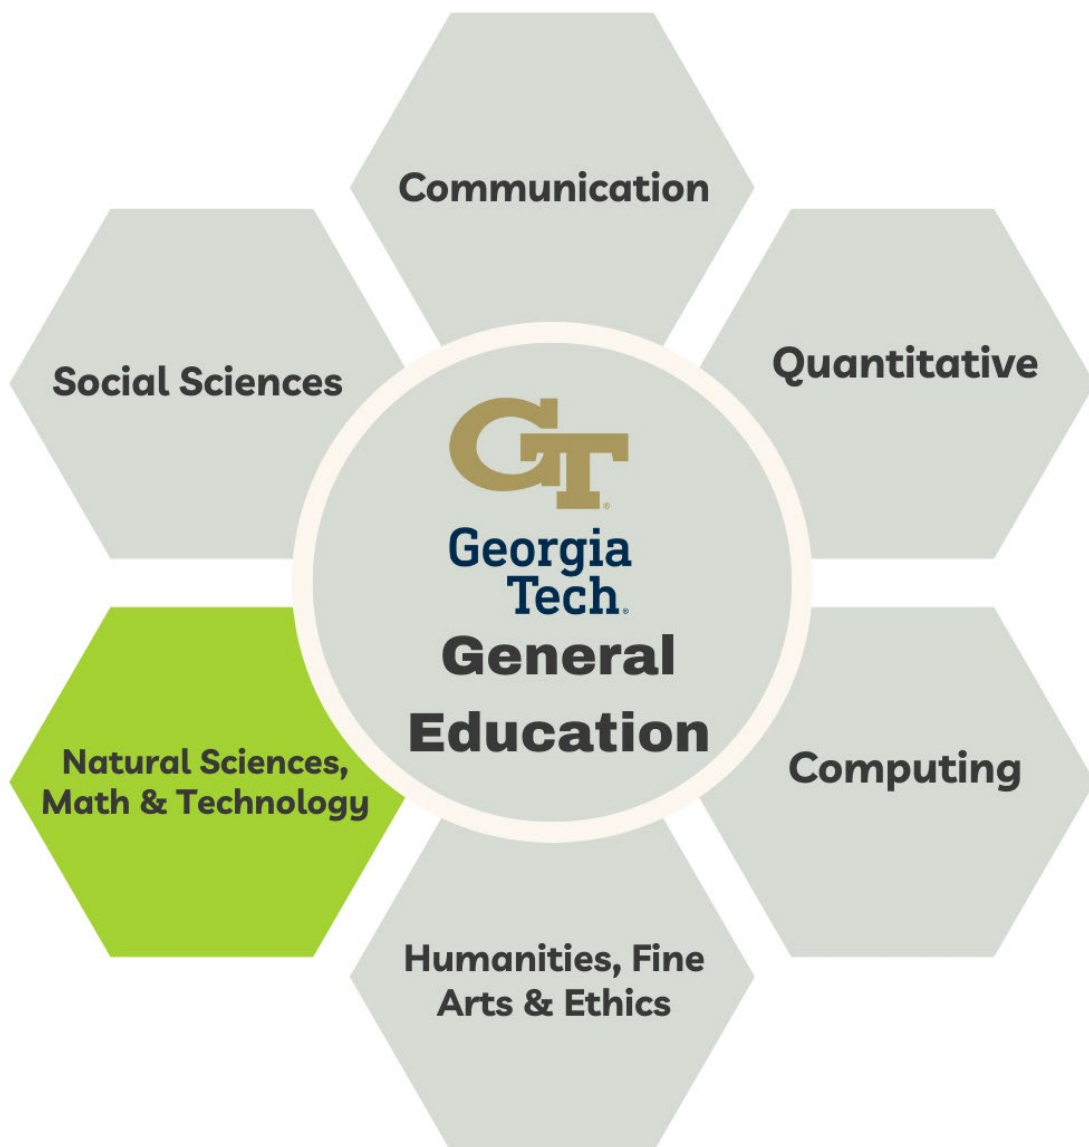 Communication
Quantitative
Social Sciences
GT
Georgia
Tech
General
Education
Natural Sciences,
Math & Technology
Computing
Humanities, Fine
Arts & Ethics